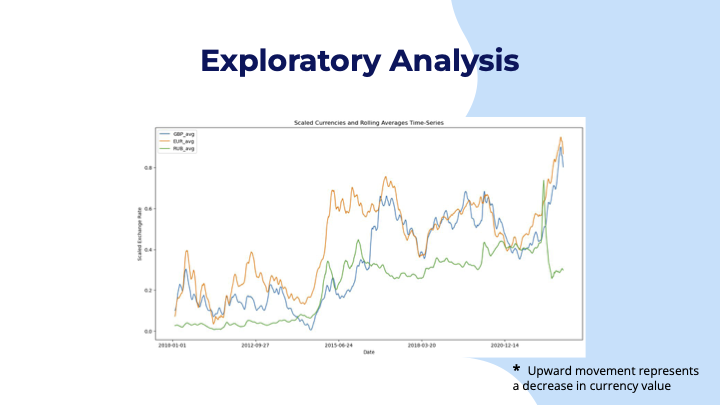 Exploratory Analysis
Scaled Currencies and Rolling Averages Time-Series
GBP_avg
EUR_avg
RUB_avg
0.8
0.6
0.4
0.2
0.0
Scaled Exchange Rate
2010-01-01 2012-09-27 2015-06-24 2018-03-20 2020-12-14
Date
* Upward movement represents
a decrease in currency value